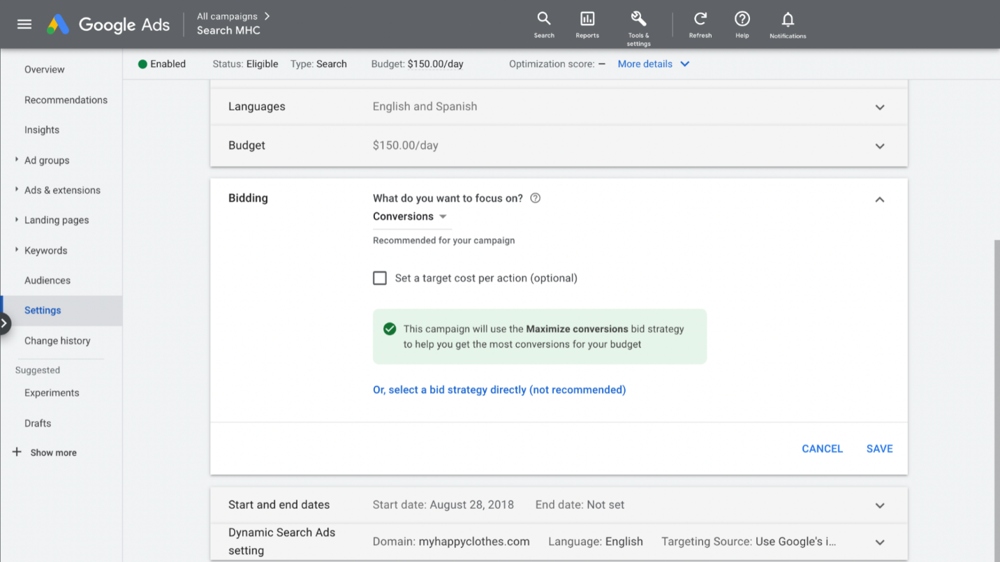 Google Ads
All campaigns
Search MHC
Search
Reports
Tools &
settings
Refresh
Help
Notifications
Overview
Recommendations
Insights
Ad groups
Ads & extensions
Landing pages
Keywords
Audiences
Settings
Change history
Suggested
Experiments
Drafts
Show more
Enabled
Status: Eligible
Type: Search
Budget: $150.00/day
Optimization score: –
More details
Languages
English and Spanish
Budget
$150.00/day
Bidding
What do you want to focus on?
Conversions
Recommended for your campaign
Set a target cost per action (optional)
This campaign will use the Maximize conversions bid strategy
to help you get the most conversions for your budget
Or, select a bid strategy directly (not recommended)
CANCEL
SAVE
Start and end dates
Start date: August 28, 2018
End date: Not set
Dynamic Search Ads
setting
Domain: myhappyclothes.com
Language: English
Targeting Source: Use Google's i...